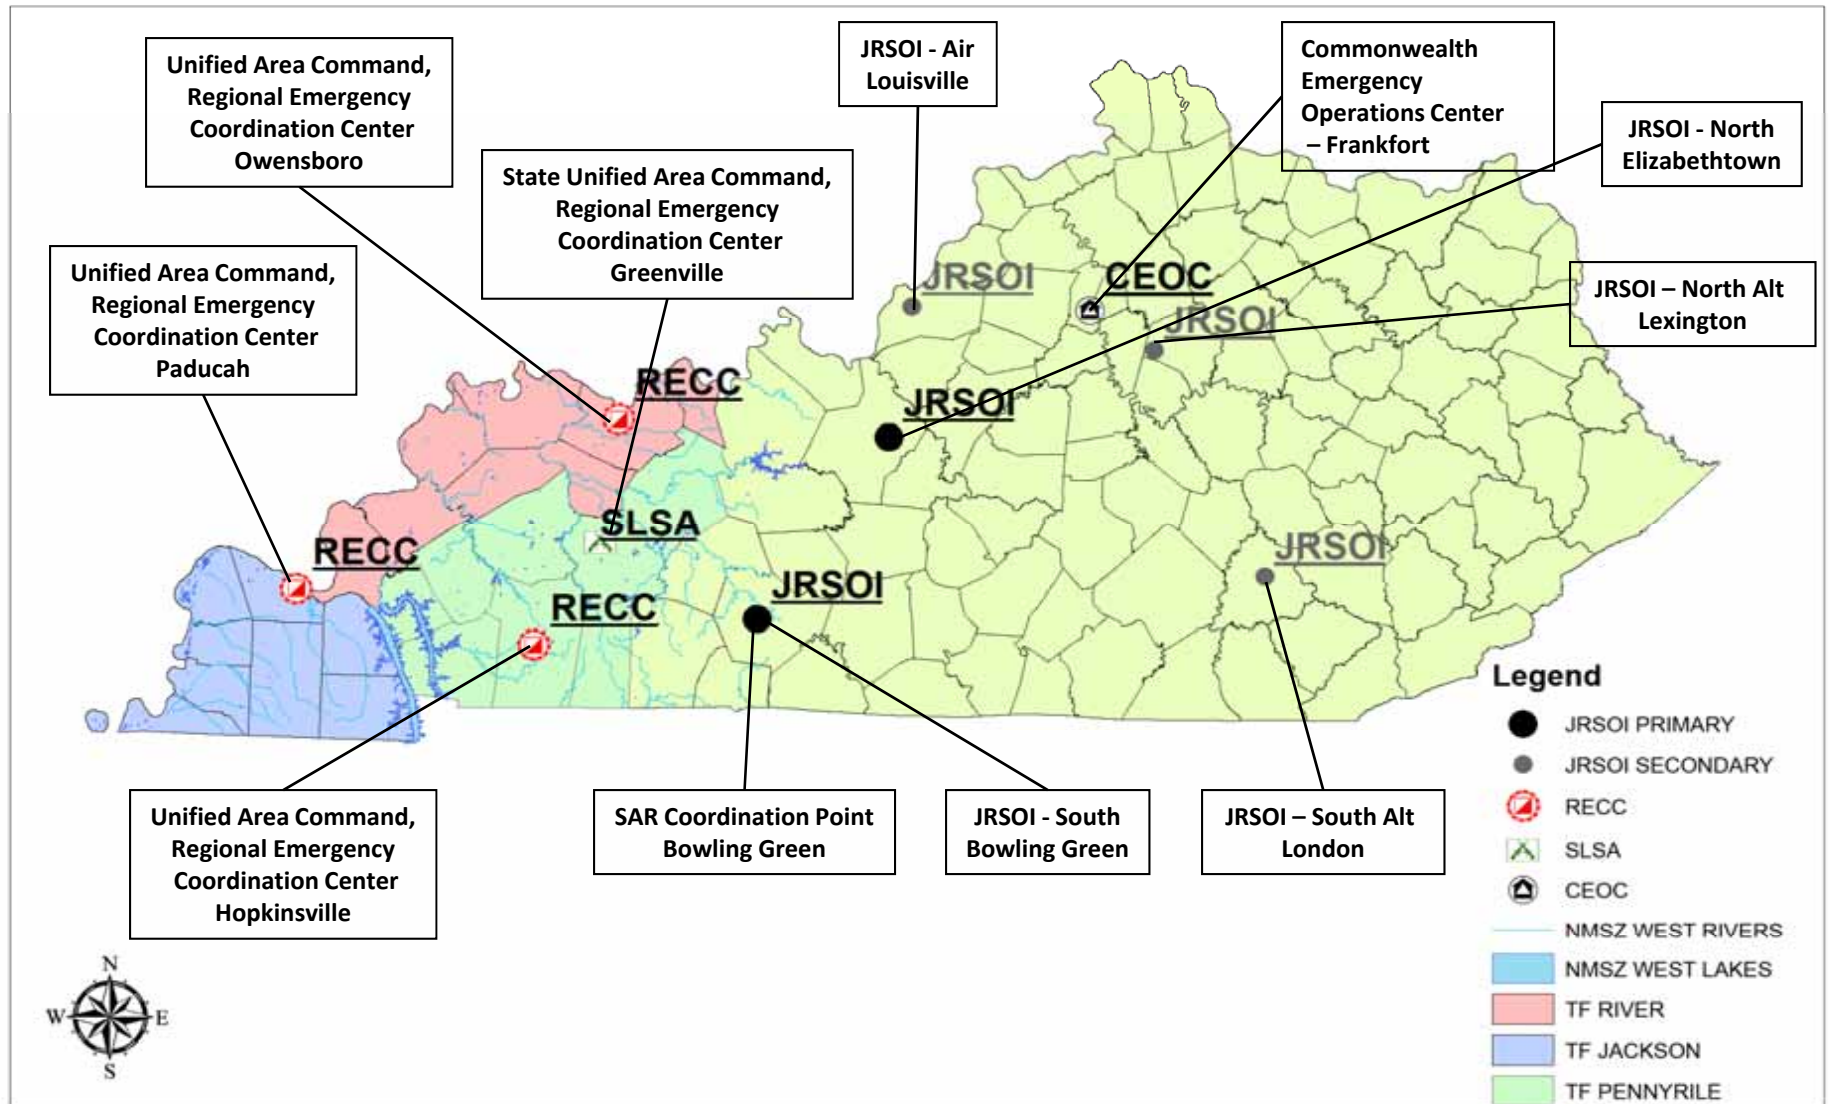 Unified Area Command,
Regional Emergency
Coordination Center
Owensboro
JRSOI - Air
Louisville
Commonwealth
Emergency
Operations Center
– Frankfort
JRSOI - North
Elizabethtown
State Unified Area Command,
Regional Emergency
Coordination Center
Greenville
Unified Area Command,
Regional Emergency
Coordination Center
Paducah
JRSOI – North Alt
Lexington
JRSOI
CEOC
JRSOI
RECC
JRSOI
SLSA
RECC
JRSOI
JRSOI
RECC
Unified Area Command,
Regional Emergency
Coordination Center
Hopkinsville
SAR Coordination Point
Bowling Green
JRSOI - South
Bowling Green
JRSOI – South Alt
London
Legend
JRSOI PRIMARY
JRSOI SECONDARY
RECC
SLSA
CEOC
NMSZ WEST RIVERS
NMSZ WEST LAKES
TF RIVER
TF JACKSON
TF PENNYRILE
N
W
E
S